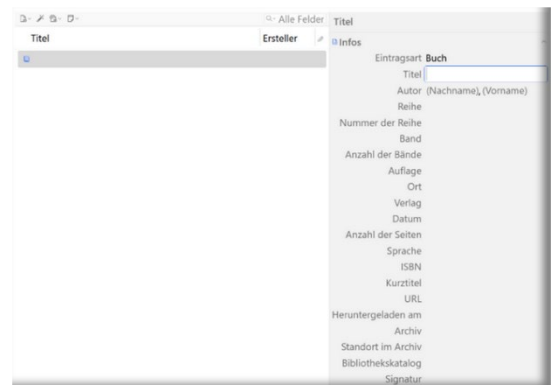 Alle Felder
Titel Ersteller
Titel
Infos
Eintragsart Buch
Titel
Autor (Nachname), (Vorname)
Reihe
Nummer der Reihe
Band
Anzahl der Bände
Auflage
Ort
Verlag
Datum
Anzahl der Seiten
Sprache
ISBN
Kurztitel
URL
Heruntergeladen am
Archiv
Standort im Archiv
Bibliothekskatalog
Signatur